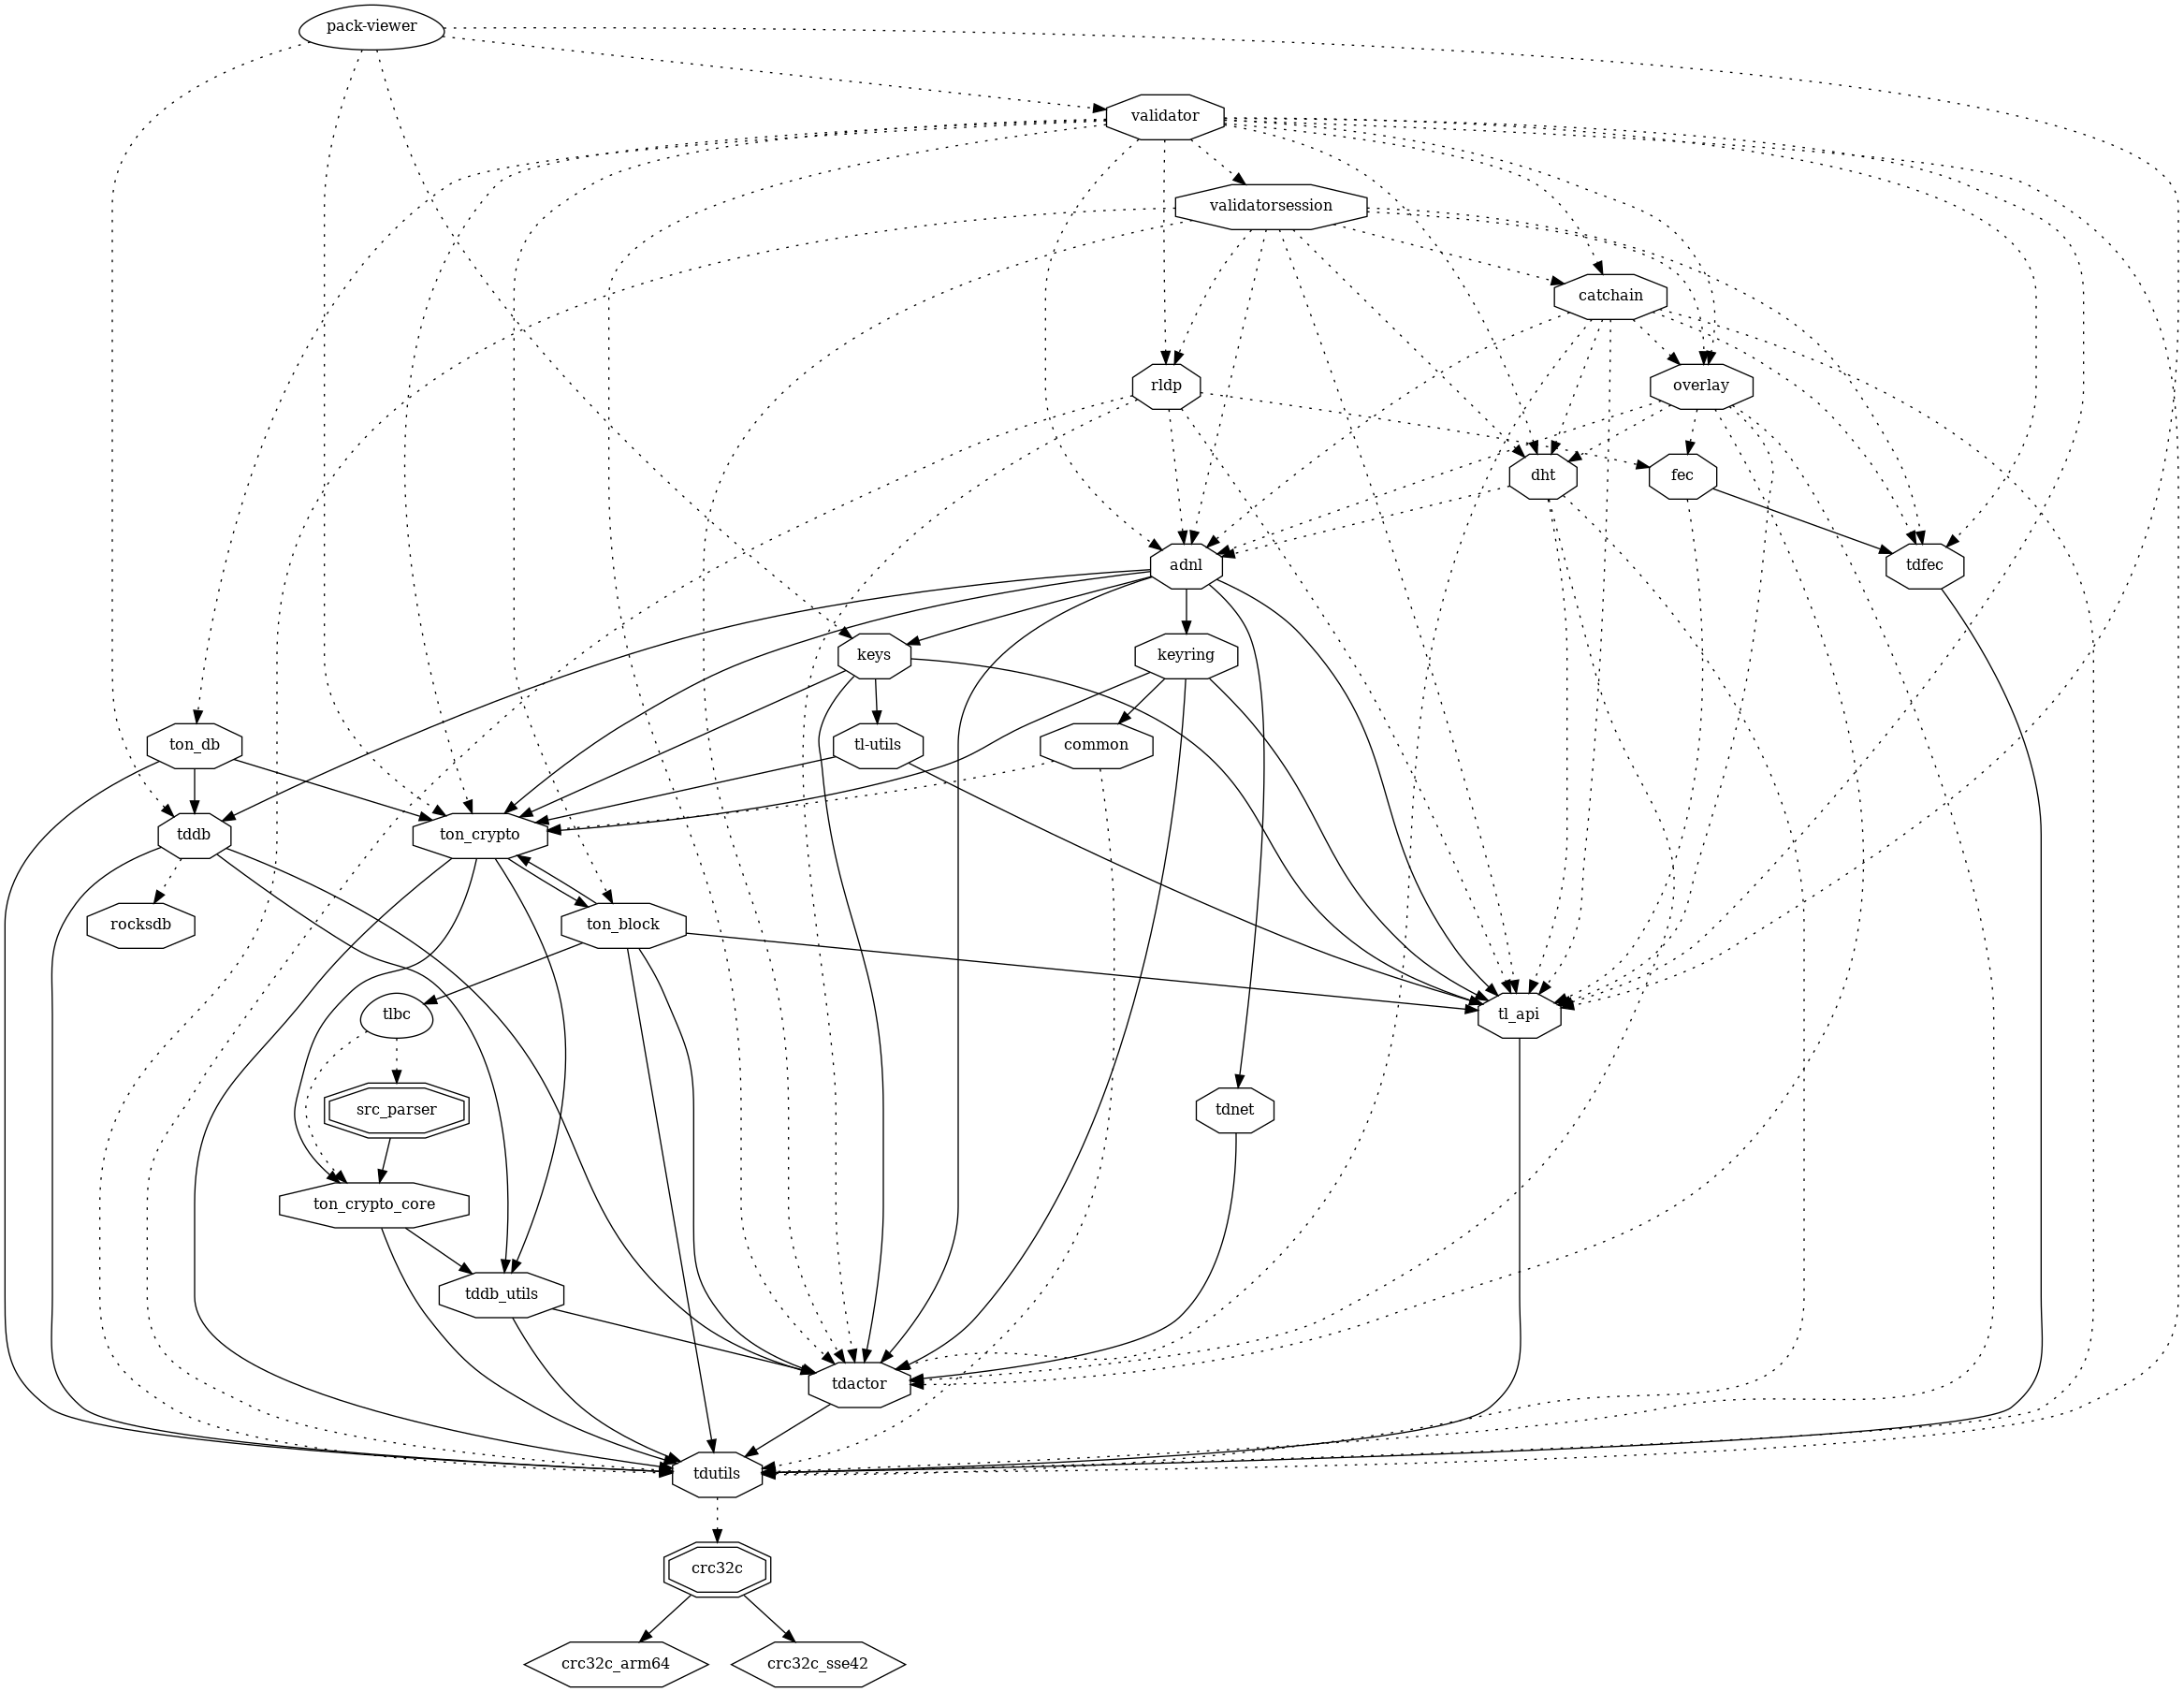 pack-viewer
validator
validatorsession
catchain
rldp
overlay
dht
fec
adnl
tdfec
keys
keyring
ton_db
tl-utils
common
tddb
ton_crypto
rocksdb
ton_block
tlbc
tl_api
src_parser
tdnet
ton_crypto_core
tddb_utils
tdactor
tdutils
crc32c
crc32c_arm64
crc32c_sse42